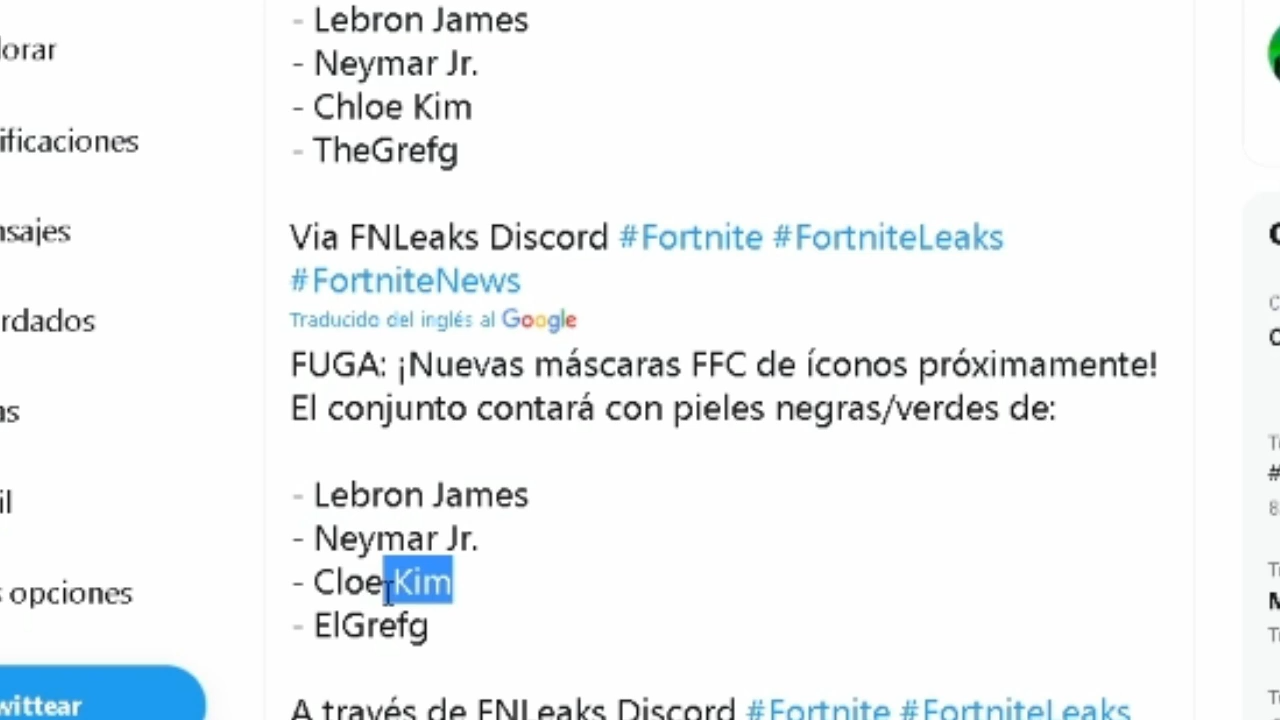 - Lebron James
- Neymar Jr.
- Chloe Kim
- TheGrefg
Via FNLeaks Discord #Fortnite #FortniteLeaks
#FortniteNews
Traducido del inglés al Google
FUGA: ¡Nuevas máscaras FFC de íconos próximamente!
El conjunto contará con pieles negras/verdes de:
- Lebron James
- Neymar Jr.
- Cloe Kim
- ElGrefg
A través de FNLeaks Discord #Fortnite #FortniteLeaks
lorar
ificaciones
nsajes
rdados
as
il
s opciones
wittear